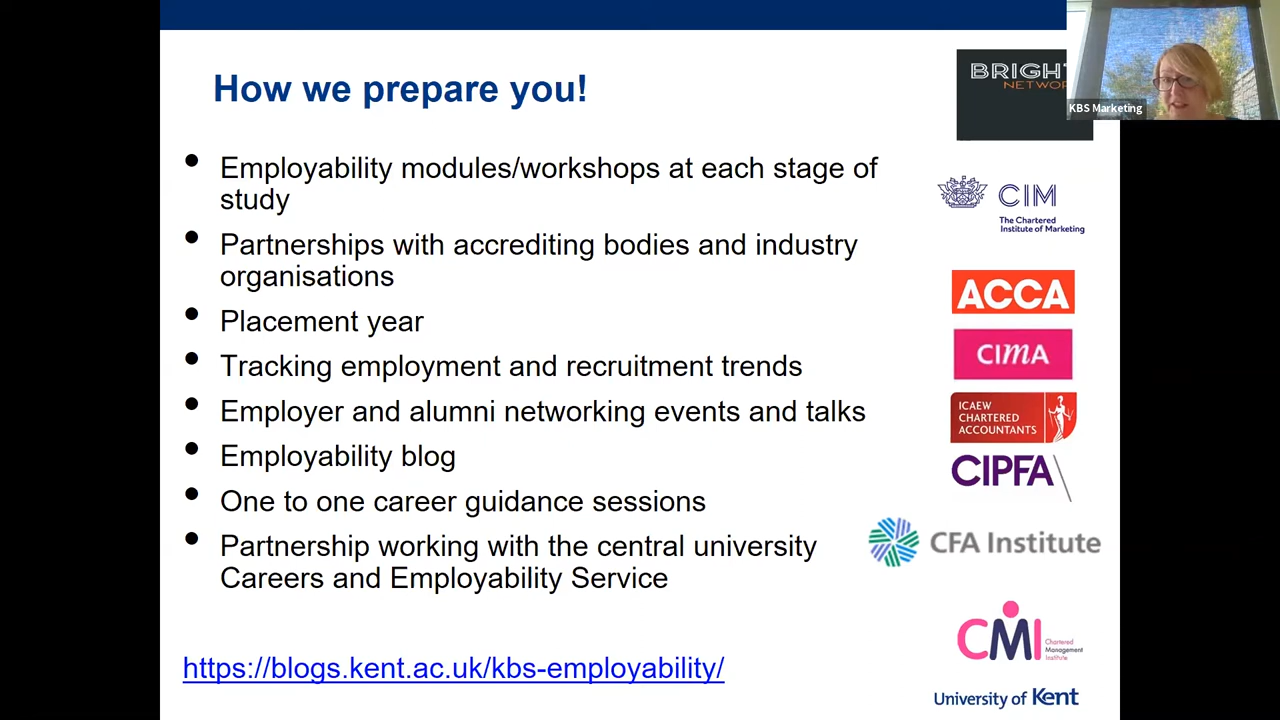 How we prepare you!
• Employability modules/workshops at each stage of
study
• Partnerships with accrediting bodies and industry
organisations
• Placement year
• Tracking employment and recruitment trends
• Employer and alumni networking events and talks
• Employability blog
• One to one career guidance sessions
• Partnership working with the central university
Careers and Employability Service
https://blogs.kent.ac.uk/kbs-employability/
KBS Marketing
CIM
The Chartered
Institute of Marketing
ACCA
CIMA
ICAEW
CHARTERED
ACCOUNTANTS
CIPFA
CFA Institute
CMI
Chartered
Management
Institute
University of Kent